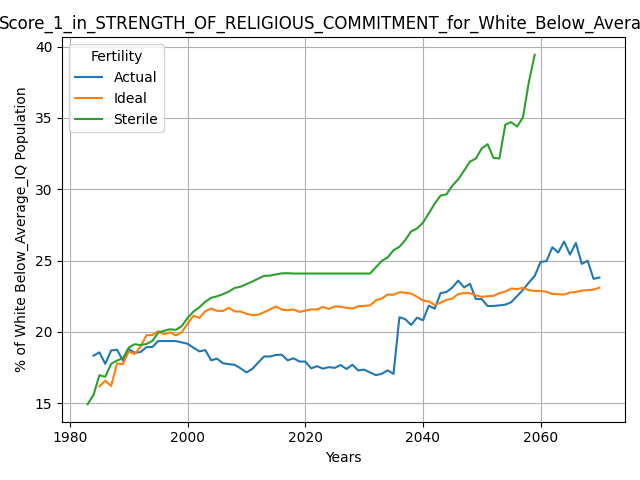 Score_1_in_STRENGTH_OF_RELIGIOUS_COMMITMENT_for_White_Below_Avera
Fertility
Actual
Ideal
Sterile
% of White Below_Average_IQ Population
40
35
30
25
20
15
1980
2000
2020
2040
2060
Years